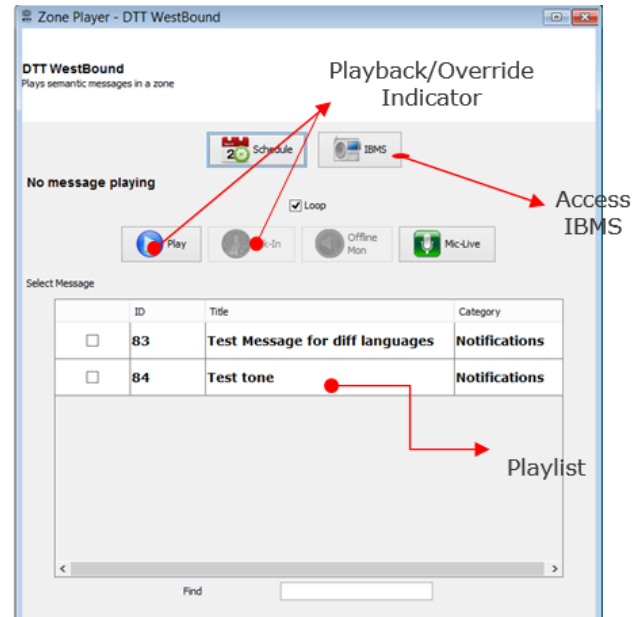 Zone Player - DTT WestBound
DTT WestBound
Plays semantic messages in a zone
Playback/Override
Indicator
Schedule
IBMS
No message playing
Access
IBMS
Loop
Play
-In
Offline
Mon
Mic-Live
Select Message
ID Title Category
83 Test Message for diff languages Notifications
84 Test tone Notifications
Playlist
Find